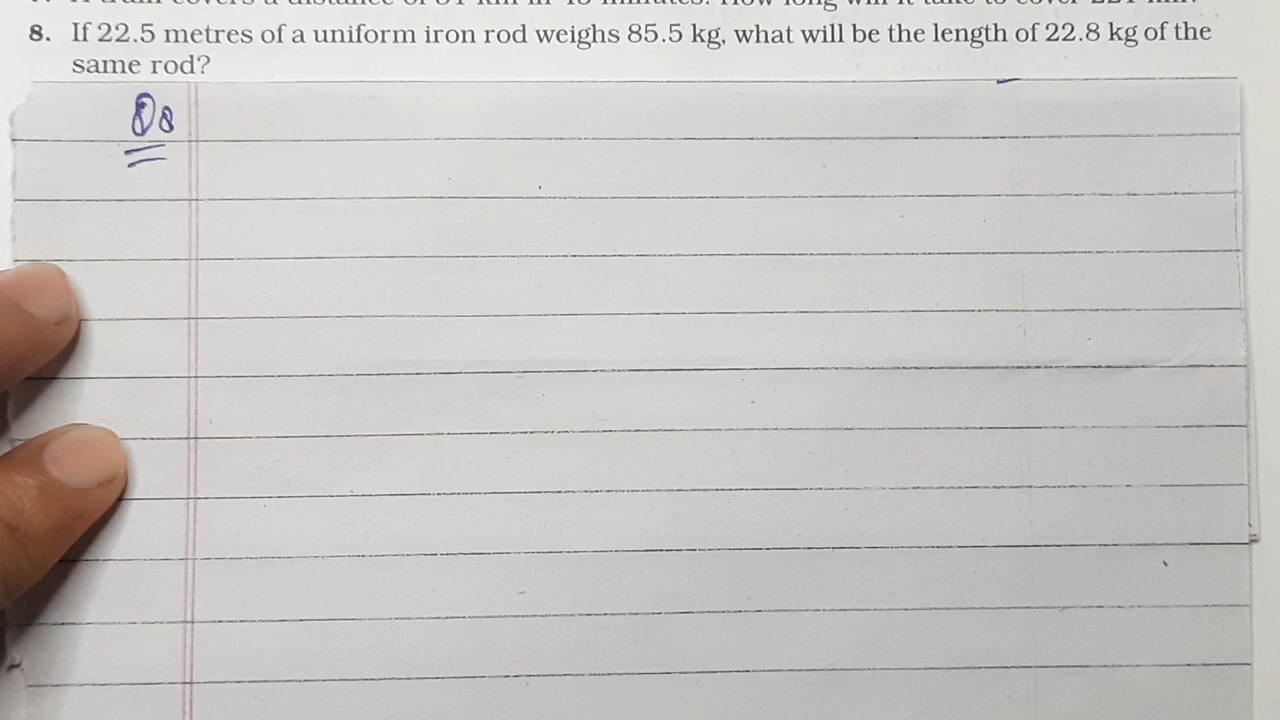 8. If 22.5 metres of a uniform iron rod weighs 85.5 kg, what will be the length of 22.8 kg of the
same rod?